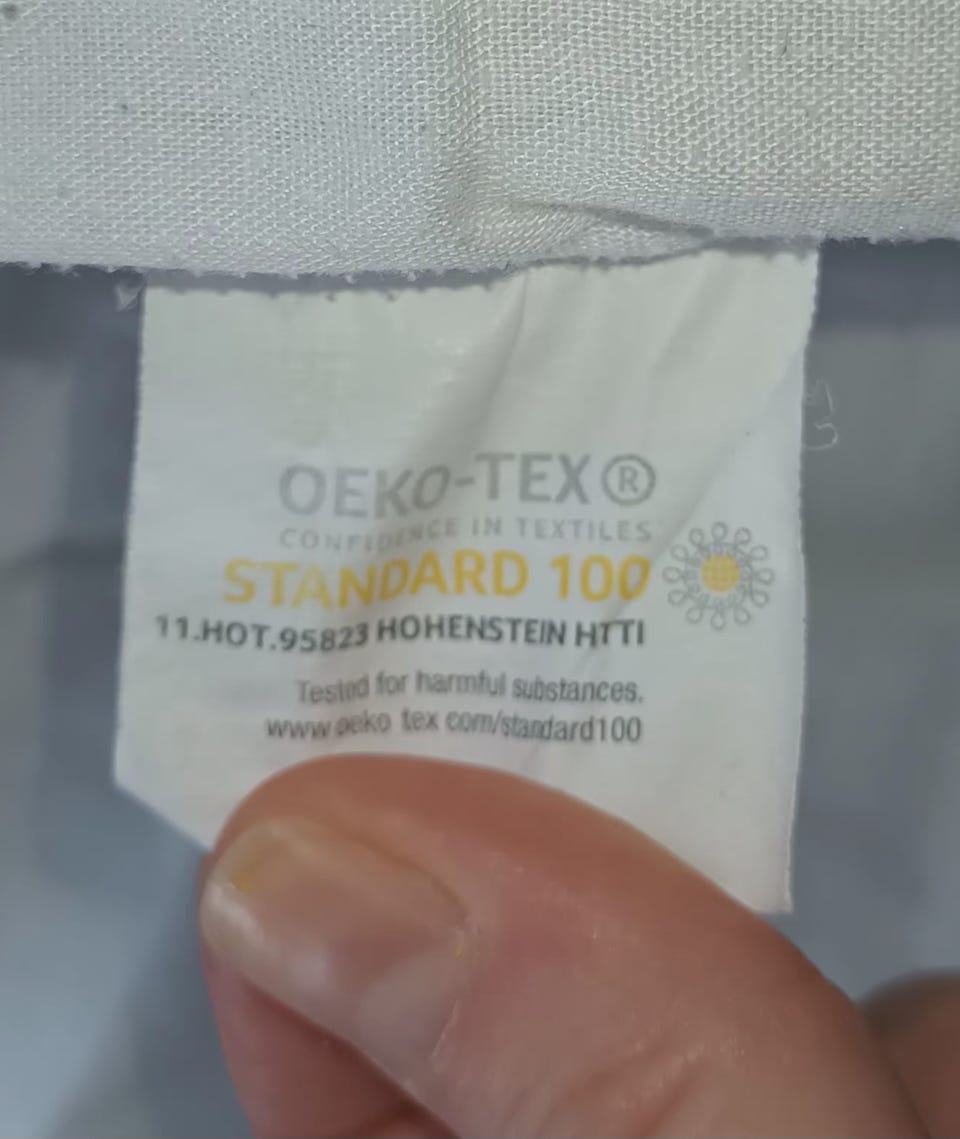 OEKO-TEX®
CONFIDENCE IN TEXTILES
STANDARD 100
11.HOT.95823 HOHENSTEIN HTTI
Tested for harmful substances.
www oeko tex com/standard100